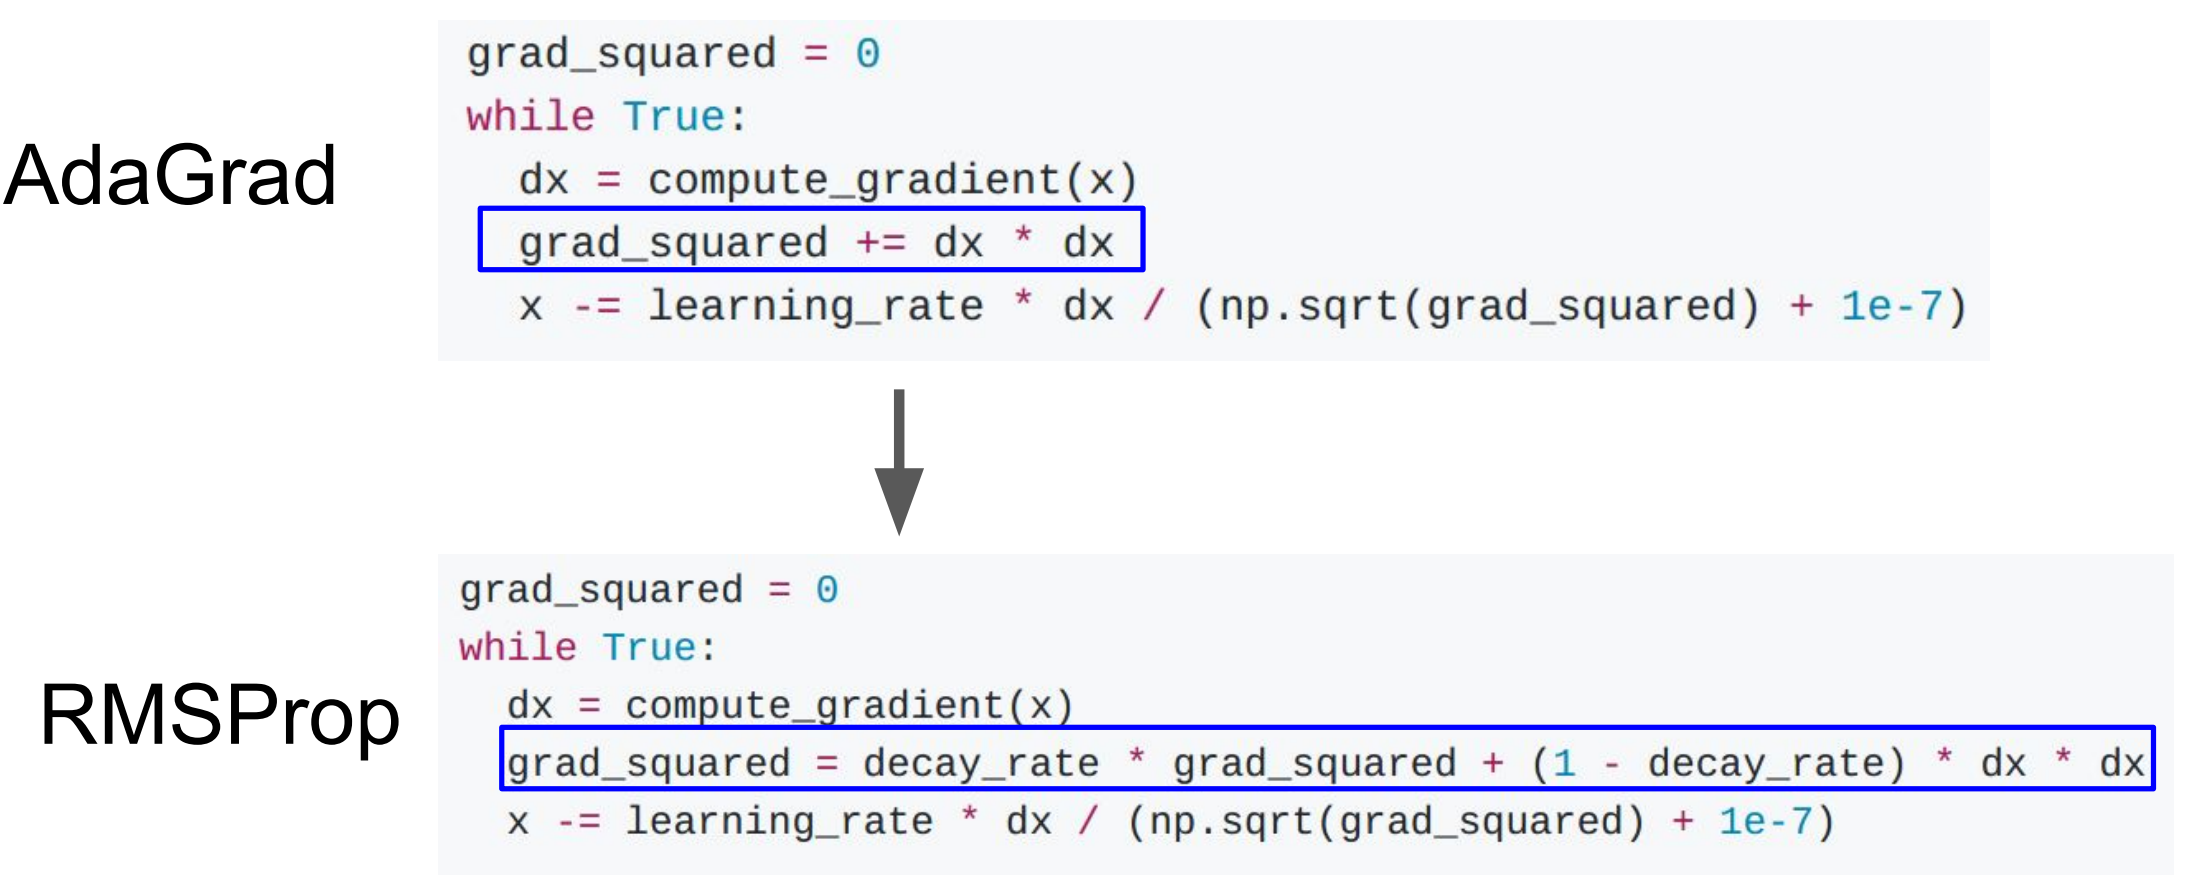 AdaGrad
grad_squared = 0
while True:
  dx = compute_gradient(x)
  grad_squared += dx * dx
  x -= learning_rate * dx / (np.sqrt(grad_squared) + 1e-7)
RMSProp
grad_squared = 0
while True:
  dx = compute_gradient(x)
  grad_squared = decay_rate * grad_squared + (1 - decay_rate) * dx * dx
  x -= learning_rate * dx / (np.sqrt(grad_squared) + 1e-7)